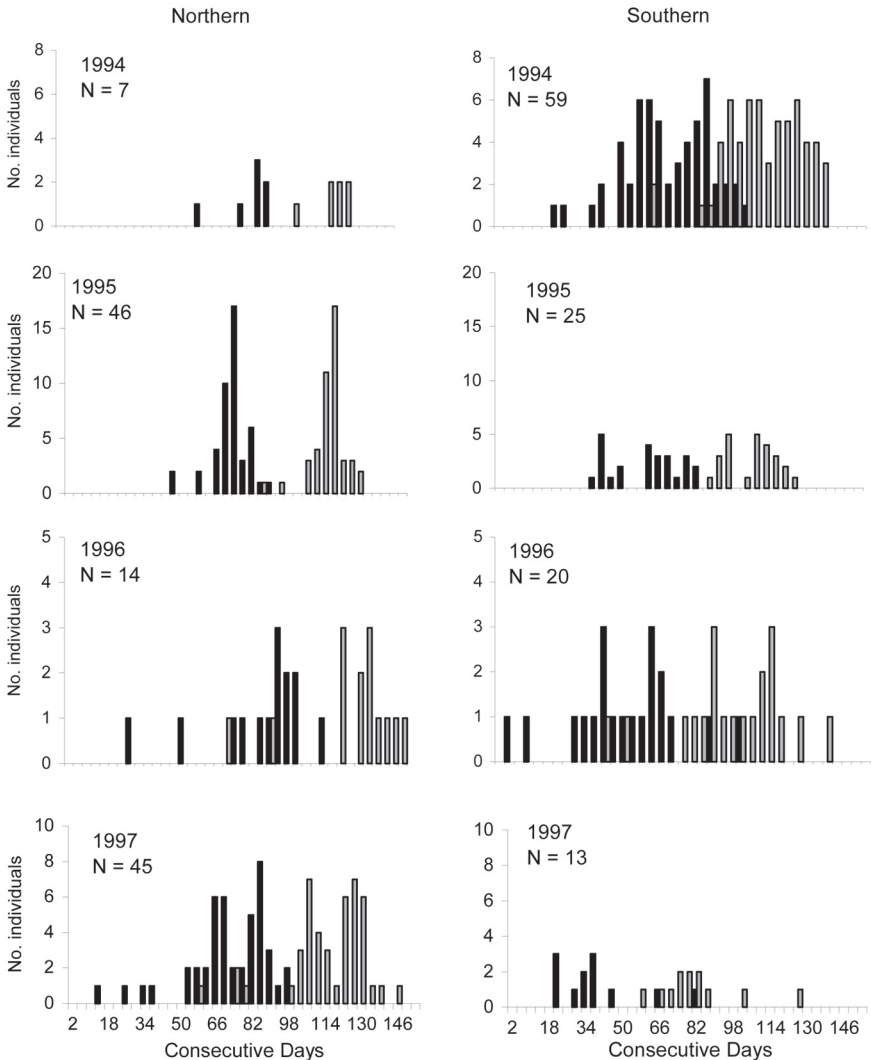 Northern
Southern
8
6
4
2
0
No. individuals
1994
N = 7
8
6
4
2
0
1994
N = 59
20
15
10
5
0
No. individuals
1995
N = 46
20
15
10
5
0
1995
N = 25
5
4
3
2
1
0
No. individuals
1996
N = 14
5
4
3
2
1
0
1996
N = 20
10
8
6
4
2
0
No. individuals
1997
N = 45
2 18 34 50 66 82 98 114 130 146
Consecutive Days
10
8
6
4
2
0
1997
N = 13
2 18 34 50 66 82 98 114 130 146
Consecutive Days